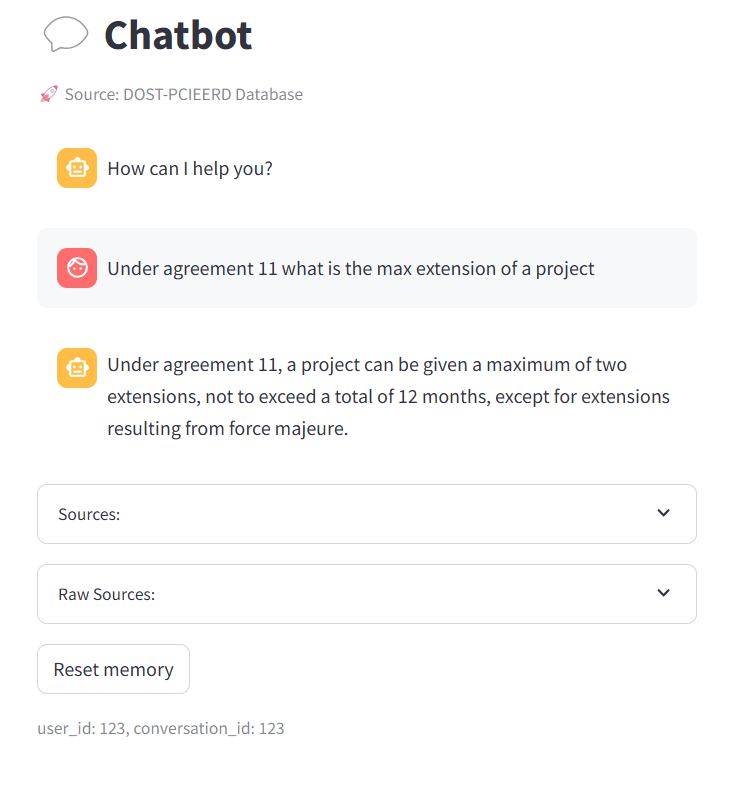 Chatbot
Source: DOST-PCIEERD Database
How can I help you?
Under agreement 11 what is the max extension of a project
Under agreement 11, a project can be given a maximum of two
extensions, not to exceed a total of 12 months, except for extensions
resulting from force majeure.
Sources:
Raw Sources:
Reset memory
user_id: 123, conversation_id: 123